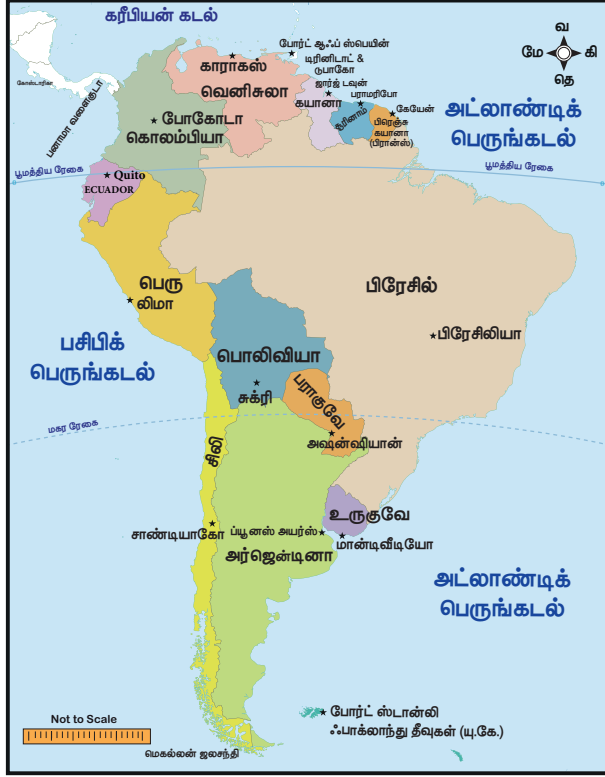 கரீபியன் கடல்
வ
மே
கி
தெ
போர்ட் ஆஃப் ஸ்பெயின்
டிரினிடாட் &
டுபாகோ
காராகஸ்
வெனிசுலா
ஜார்ஜ் டவுன்
கயானா
பராமரிபோ
சூரினாம்
கேயேன்
பிரெஞ்சு
கயானா
(பிரான்ஸ்)
அட்லாண்டிக்
பெருங்கடல்
கோஸ்டாரிகா
பனாமா வளைகுடா
போகோடா
கொலம்பியா
பூமத்திய ரேகை
பூமத்திய ரேகை
Quito
ECUADOR
பெரு
லிமா
பிரேசில்
பிரேசிலியா
பசிபிக்
பெருங்கடல்
பொலிவியா
சுக்ரி
பராகுவே
அஷன்ஷியான்
மகர ரேகை
சிலி
உருகுவே
சாண்டியாகோ
ப்யூனஸ் அயர்ஸ்
மான்டிவீடியோ
அர்ஜென்டினா
அட்லாண்டிக்
பெருங்கடல்
போர்ட் ஸ்டான்லி
ஃபாக்லாந்து தீவுகள் (யு.கே.)
Not to Scale
மெகல்லன் ஜலசந்தி